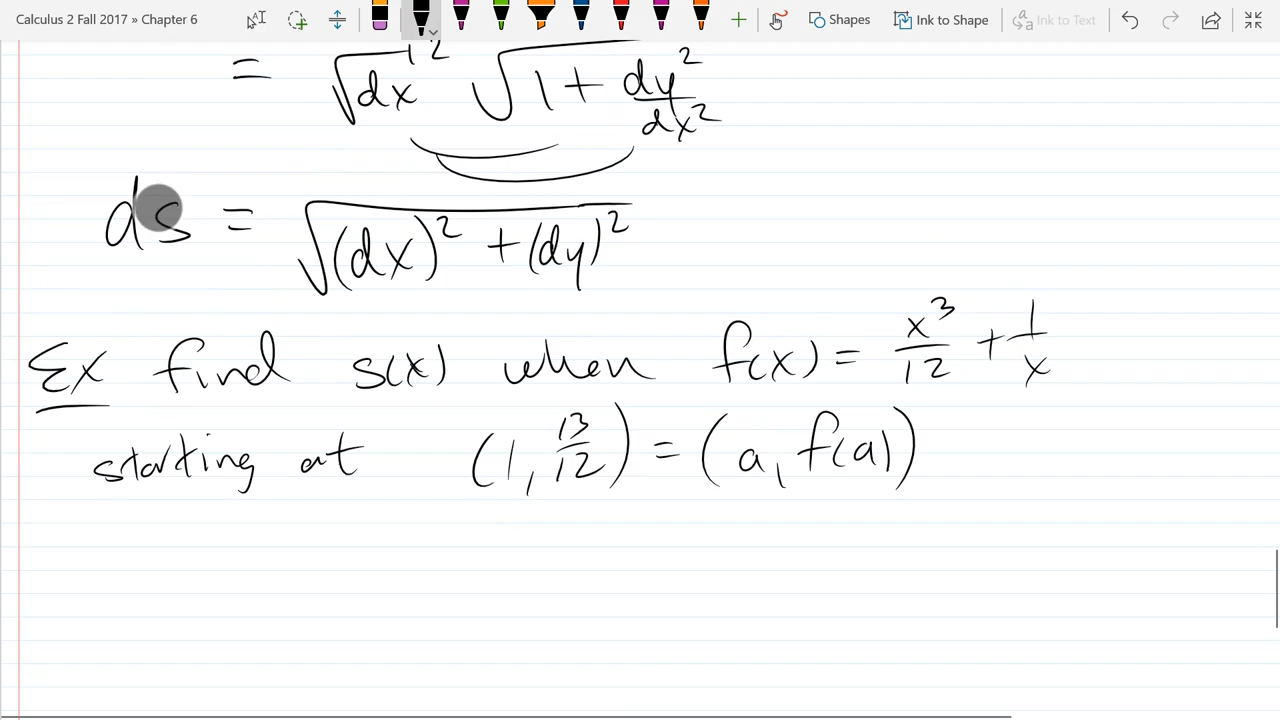 Calculus 2 Fall 2017 » Chapter 6 Shapes Ink to Shape Ink to Text
= √dx² √1 + dy²/dx²
ds = √(dx)² + (dy)²
Ex find s(x) when f(x) = x³/12 + 1/x
starting at (1, 13/12) = (a, f(a))